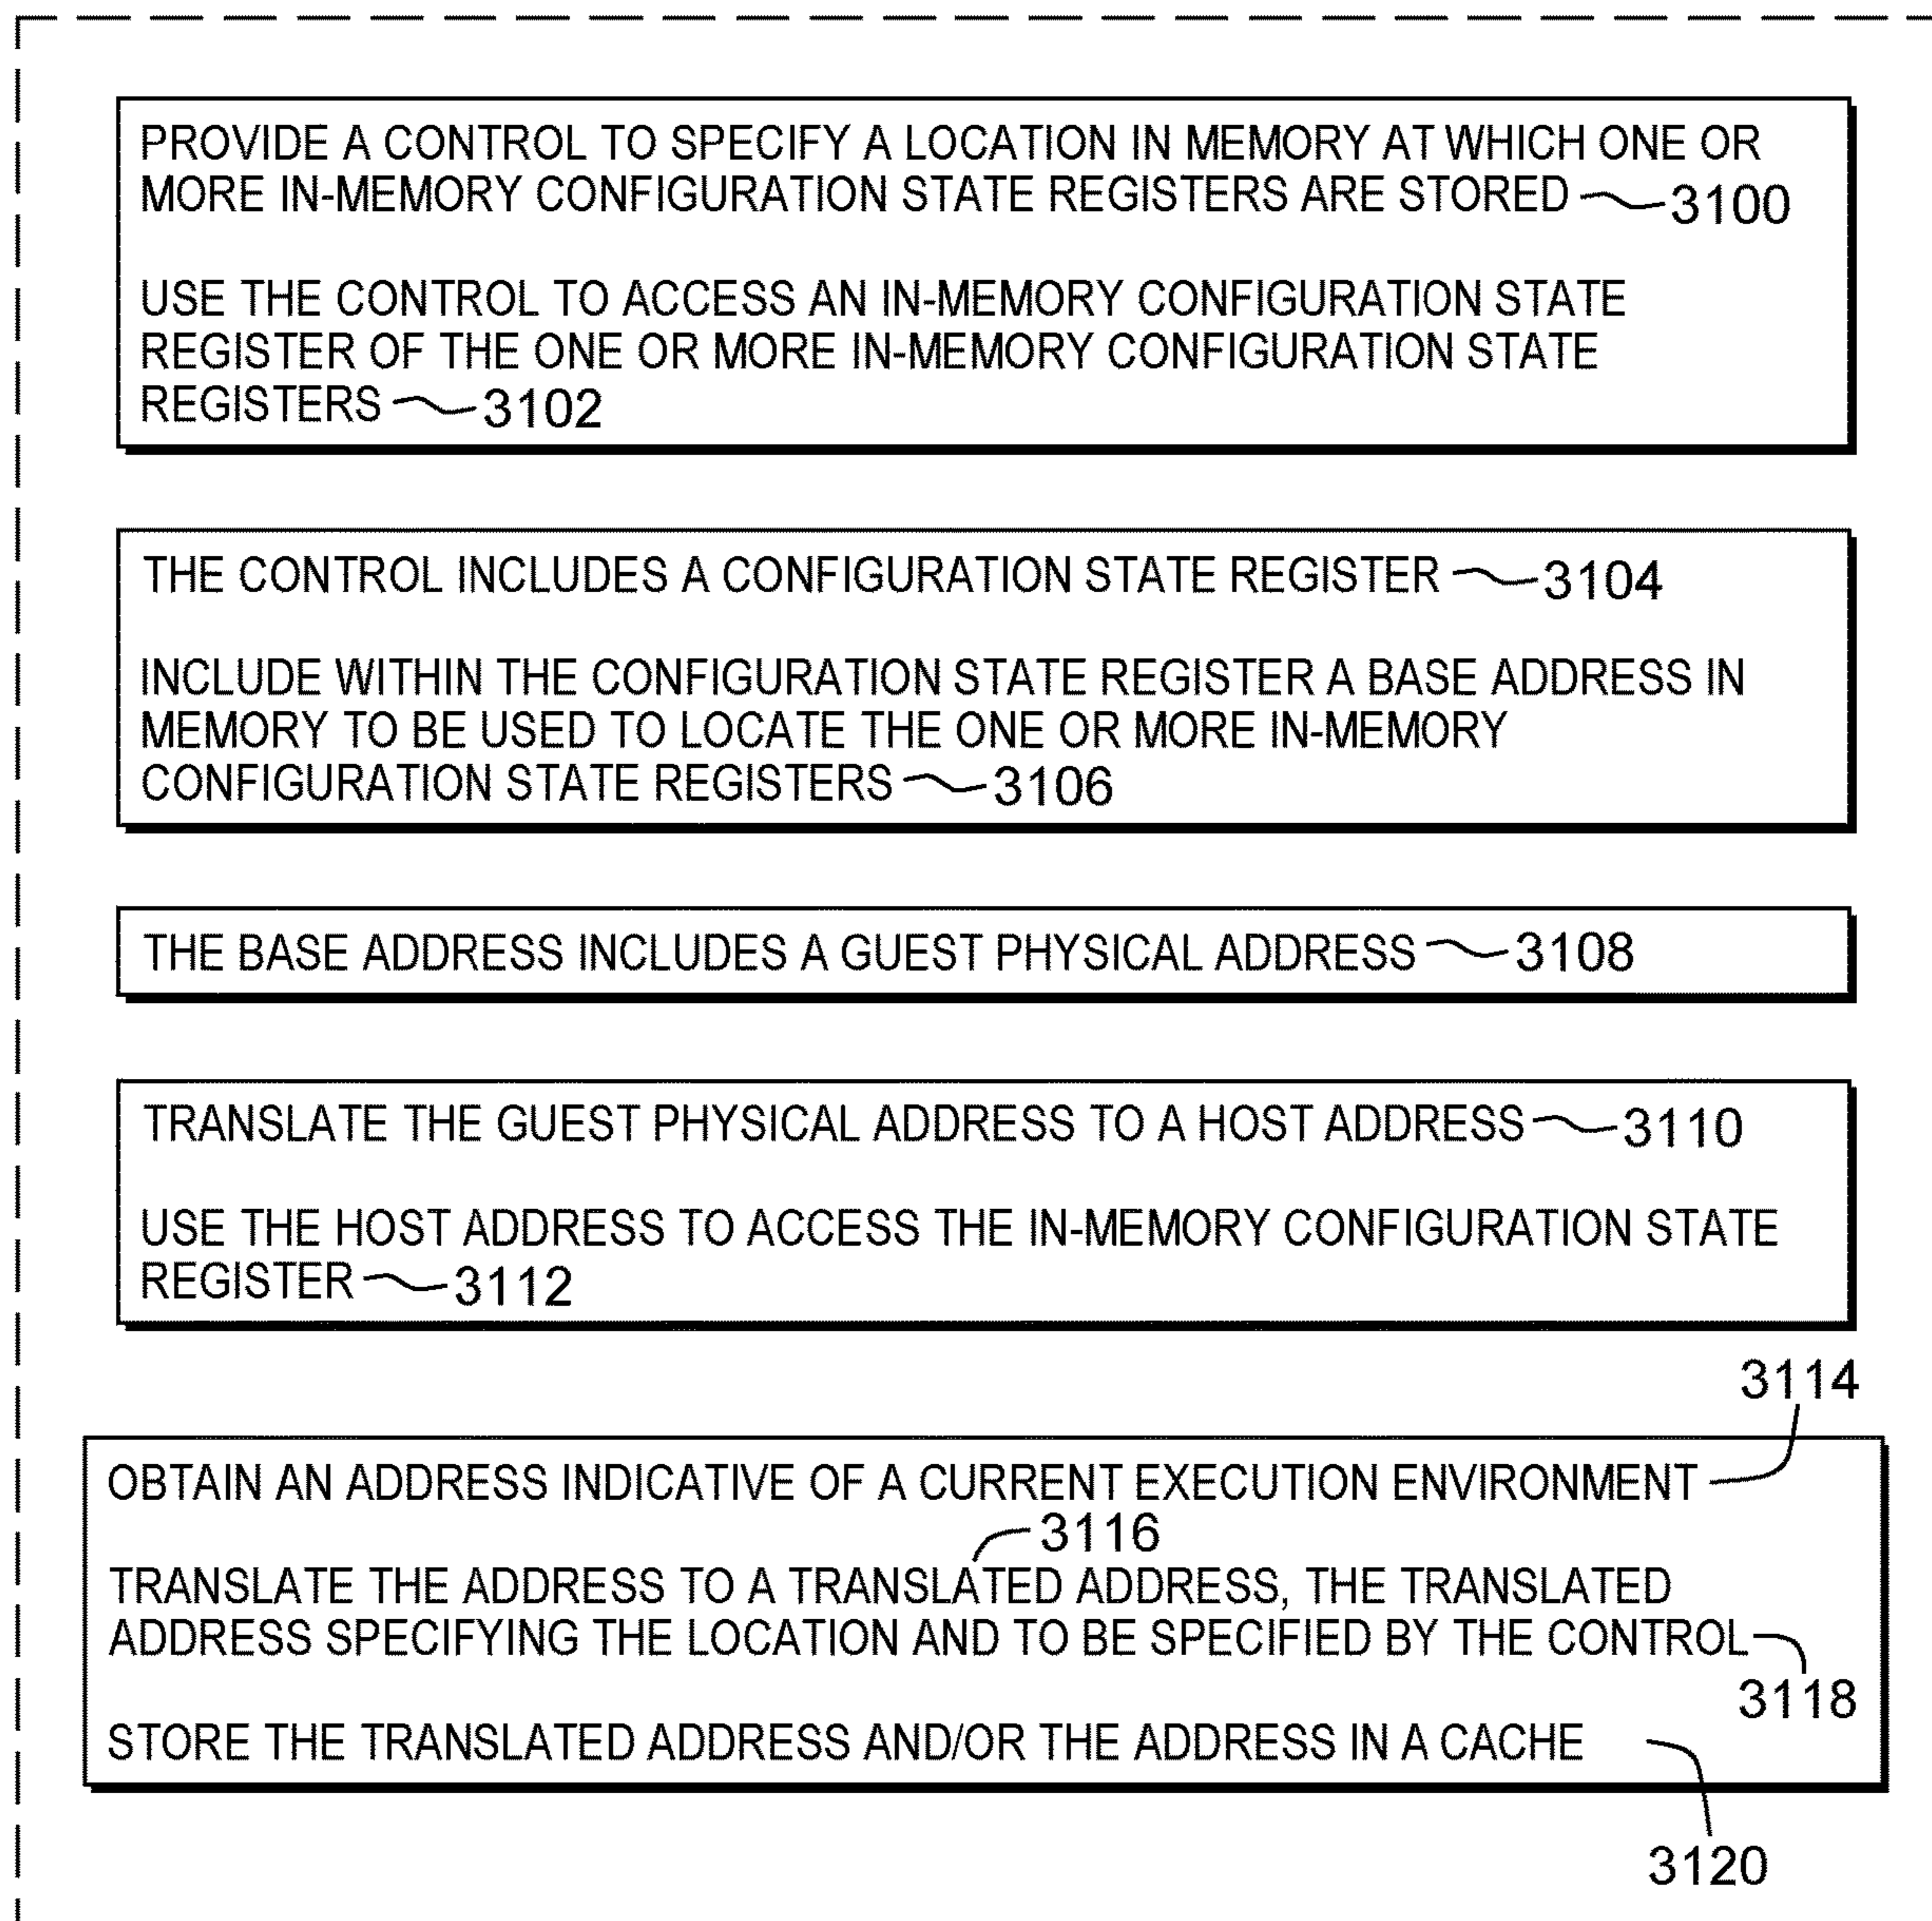 PROVIDE A CONTROL TO SPECIFY A LOCATION IN MEMORY AT WHICH ONE OR
MORE IN-MEMORY CONFIGURATION STATE REGISTERS ARE STORED 3100
USE THE CONTROL TO ACCESS AN IN-MEMORY CONFIGURATION STATE
REGISTER OF THE ONE OR MORE IN-MEMORY CONFIGURATION STATE
REGISTERS 3102
THE CONTROL INCLUDES A CONFIGURATION STATE REGISTER 3104
INCLUDE WITHIN THE CONFIGURATION STATE REGISTER A BASE ADDRESS IN
MEMORY TO BE USED TO LOCATE THE ONE OR MORE IN-MEMORY
CONFIGURATION STATE REGISTERS 3106
THE BASE ADDRESS INCLUDES A GUEST PHYSICAL ADDRESS 3108
TRANSLATE THE GUEST PHYSICAL ADDRESS TO A HOST ADDRESS 3110
USE THE HOST ADDRESS TO ACCESS THE IN-MEMORY CONFIGURATION STATE
REGISTER 3112
3114
OBTAIN AN ADDRESS INDICATIVE OF A CURRENT EXECUTION ENVIRONMENT
3116
TRANSLATE THE ADDRESS TO A TRANSLATED ADDRESS, THE TRANSLATED
ADDRESS SPECIFYING THE LOCATION AND TO BE SPECIFIED BY THE CONTROL
3118
STORE THE TRANSLATED ADDRESS AND/OR THE ADDRESS IN A CACHE
3120